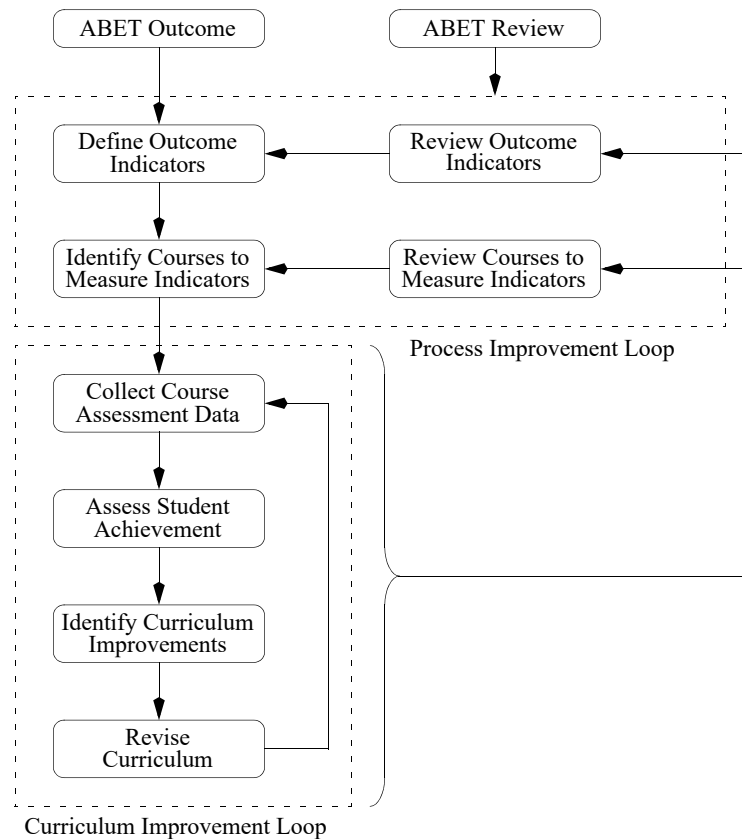 ABET Outcome
ABET Review
Define Outcome
Indicators
Review Outcome
Indicators
Identify Courses to
Measure Indicators
Review Courses to
Measure Indicators
Process Improvement Loop
Collect Course
Assessment Data
Assess Student
Achievement
Identify Curriculum
Improvements
Revise
Curriculum
Curriculum Improvement Loop